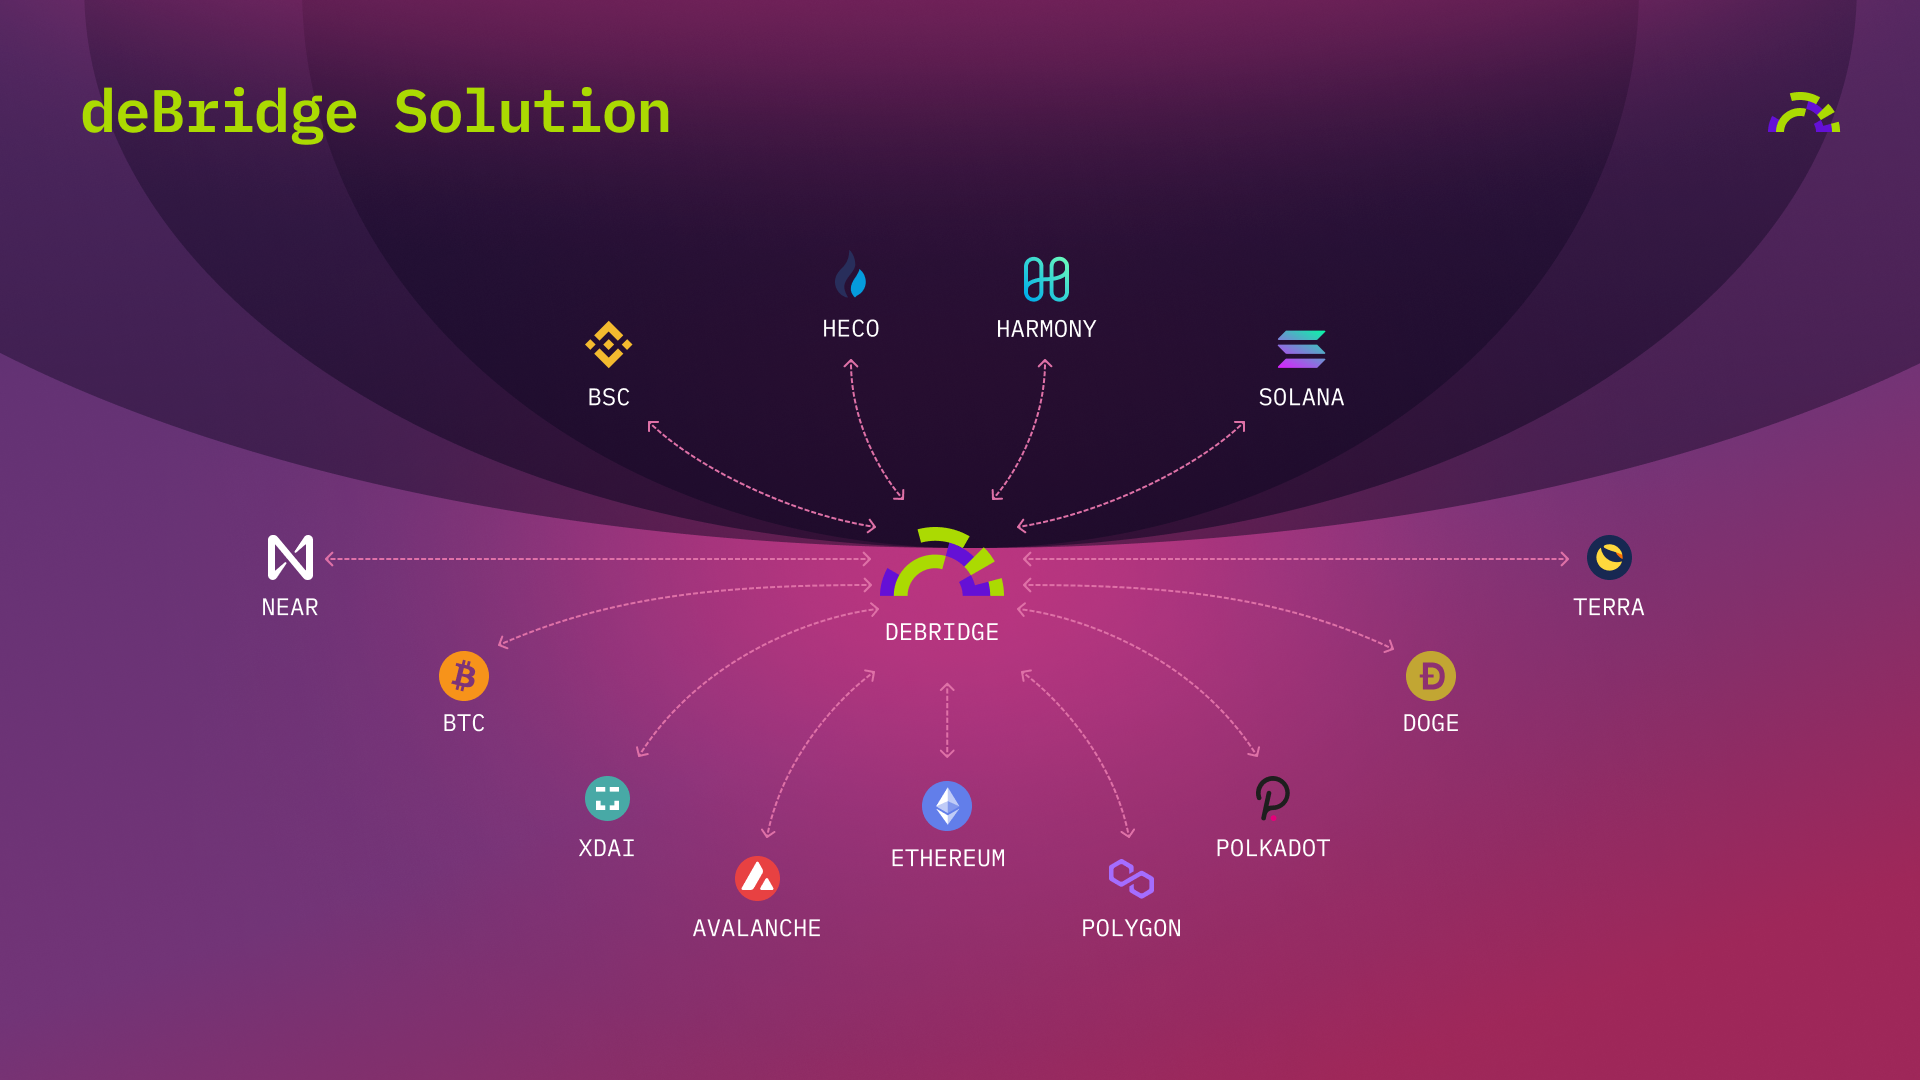 deBridge Solution
HECO
HARMONY
BSC
SOLANA
NEAR
TERRA
DEBRIDGE
BTC
DOGE
XDAI
ETHEREUM
POLKADOT
AVALANCHE
POLYGON